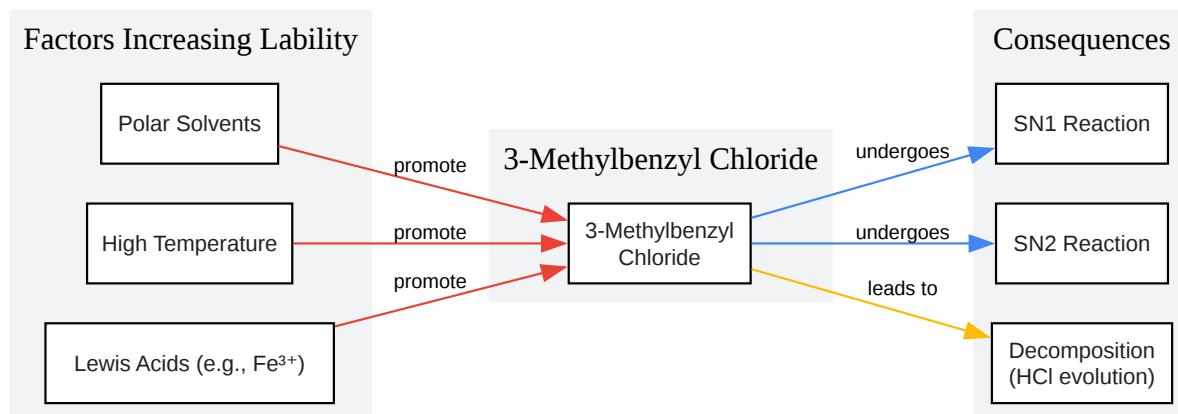 Factors Increasing Lability
Polar Solvents
High Temperature
Lewis Acids (e.g., Fe³⁺)
promote
promote
promote
3-Methylbenzyl Chloride
3-Methylbenzyl
Chloride
undergoes
undergoes
leads to
Consequences
SN1 Reaction
SN2 Reaction
Decomposition
(HCl evolution)